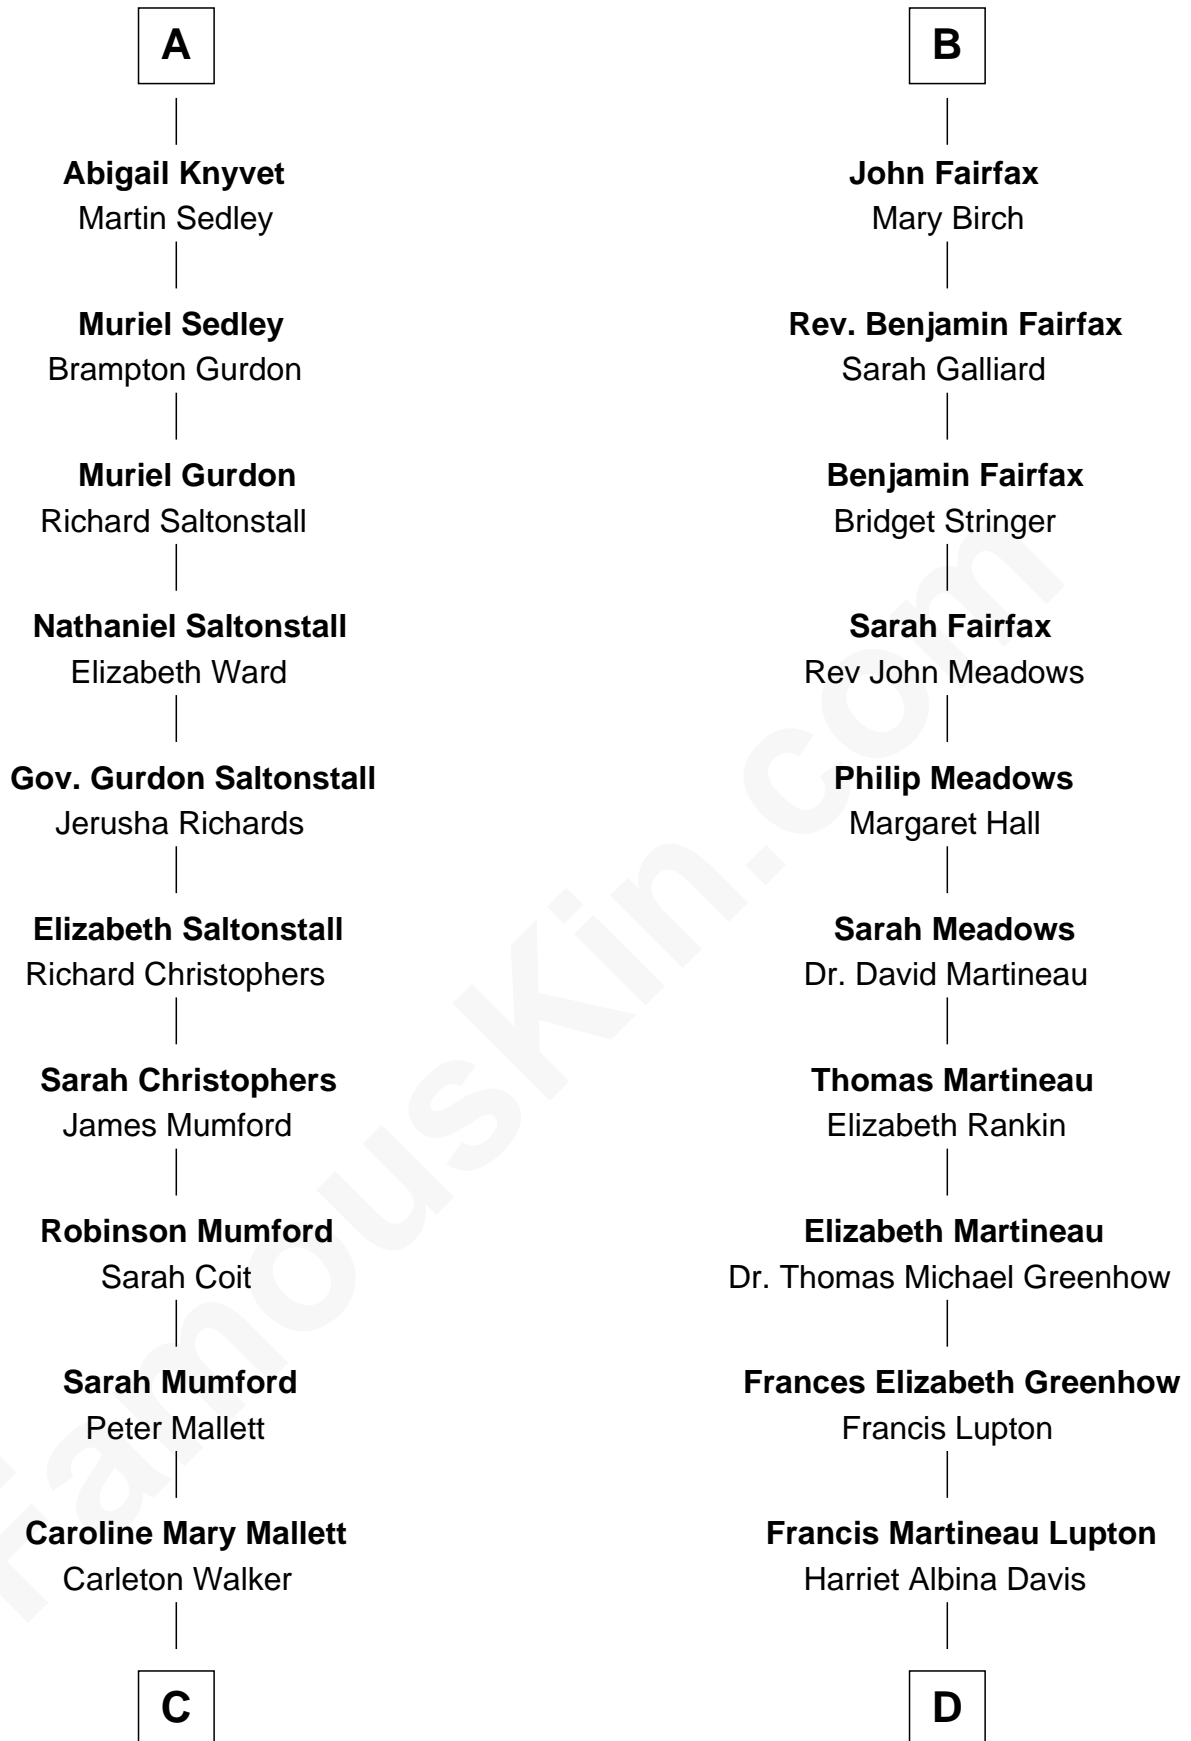 A
Abigail Knyvet
Martin Sedley
Muriel Sedley
Brampton Gurdon
Muriel Gurdon
Richard Saltonstall
Nathaniel Saltonstall
Elizabeth Ward
Gov. Gurdon Saltonstall
Jerusha Richards
Elizabeth Saltonstall
Richard Christophers
Sarah Christophers
James Mumford
Robinson Mumford
Sarah Coit
Sarah Mumford
Peter Mallett
Caroline Mary Mallett
Carleton Walker
C
B
John Fairfax
Mary Birch
Rev. Benjamin Fairfax
Sarah Galliard
Benjamin Fairfax
Bridget Stringer
Sarah Fairfax
Rev John Meadows
Philip Meadows
Margaret Hall
Sarah Meadows
Dr. David Martineau
Thomas Martineau
Elizabeth Rankin
Elizabeth Martineau
Dr. Thomas Michael Greenhow
Frances Elizabeth Greenhow
Francis Lupton
Francis Martineau Lupton
Harriet Albina Davis
D
FamousKin.com